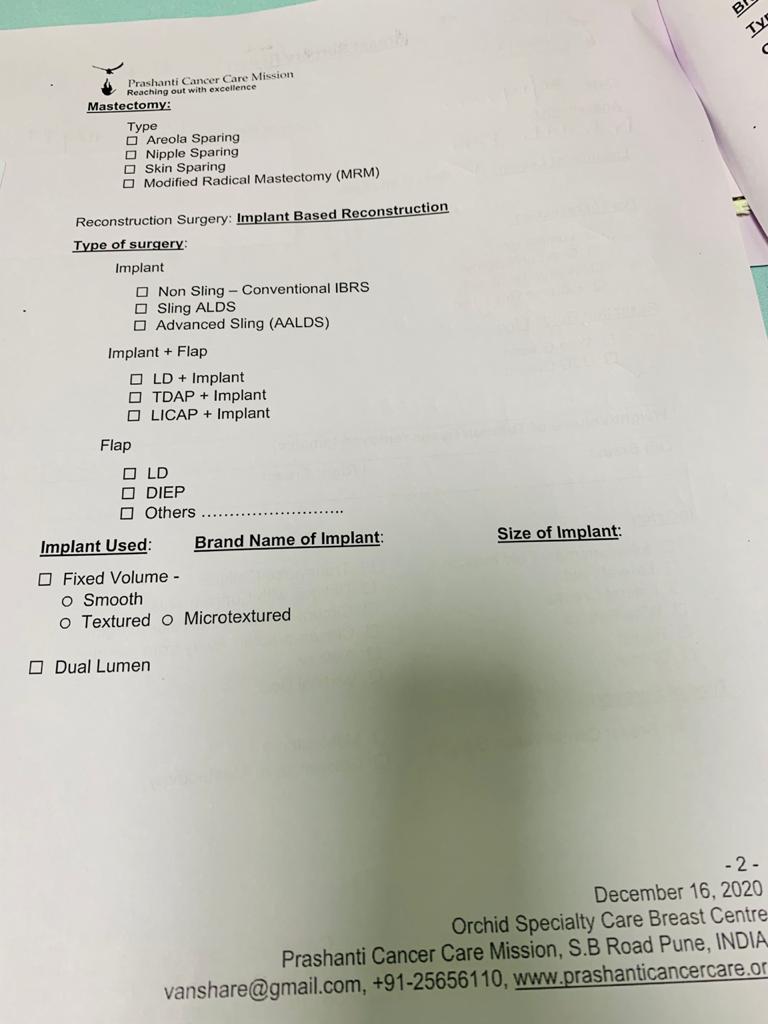 Prashanti Cancer Care Mission
Reaching out with excellence
Mastectomy:
Type
☐ Areola Sparing
☐ Nipple Sparing
☐ Skin Sparing
☐ Modified Radical Mastectomy (MRM)
Reconstruction Surgery: Implant Based Reconstruction
Type of surgery:
Implant
☐ Non Sling – Conventional IBRS
☐ Sling ALDS
☐ Advanced Sling (AALDS)
Implant + Flap
☐ LD + Implant
☐ TDAP + Implant
☐ LICAP + Implant
Flap
☐ LD
☐ DIEP
☐ Others ……………………..
Implant Used: Brand Name of Implant: Size of Implant:
☐ Fixed Volume -
○ Smooth
○ Textured ○ Microtextured
☐ Dual Lumen
- 2 -
December 16, 2020
Orchid Specialty Care Breast Centre
Prashanti Cancer Care Mission, S.B Road Pune, INDIA
vanshare@gmail.com, +91-25656110, www.prashanticancercare.or